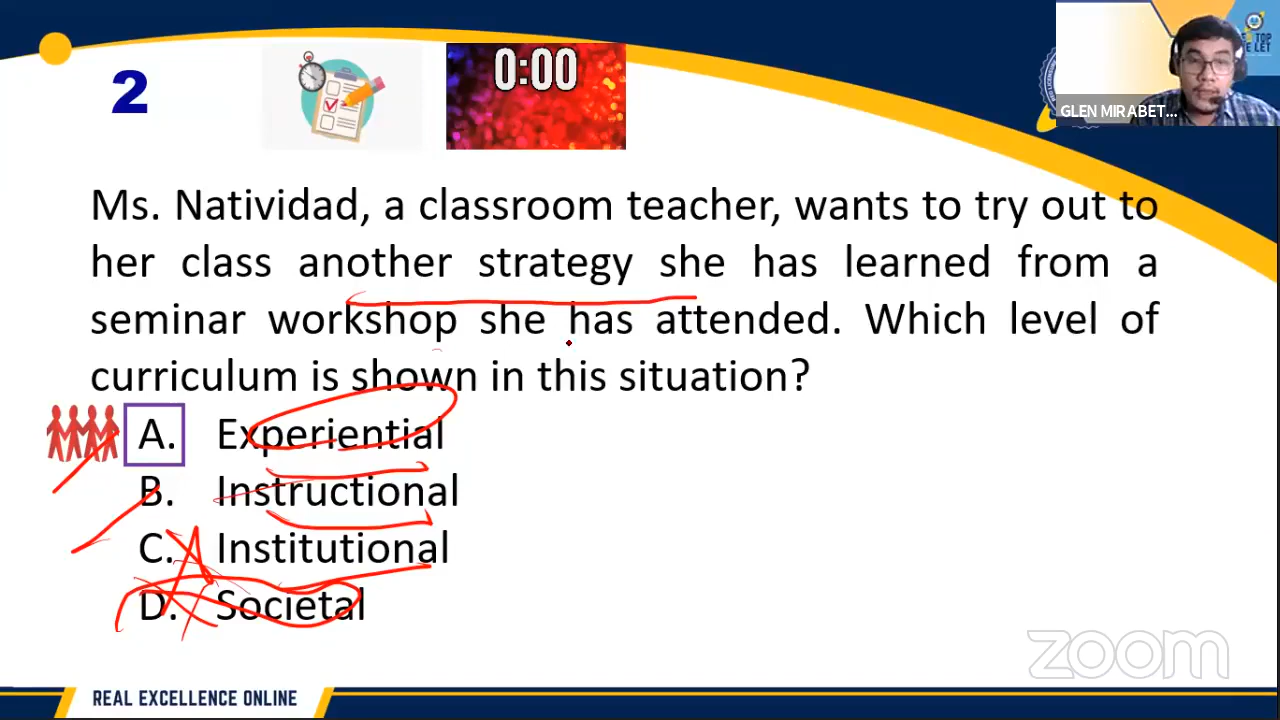 2
0:00
GLEN MIRABET...
Ms. Natividad, a classroom teacher, wants to try out to
her class another strategy she has learned from a
seminar workshop she has attended. Which level of
curriculum is shown in this situation?
A. Experiential
B. Instructional
C. Institutional
D. Societal
zoom
REAL EXCELLENCE ONLINE